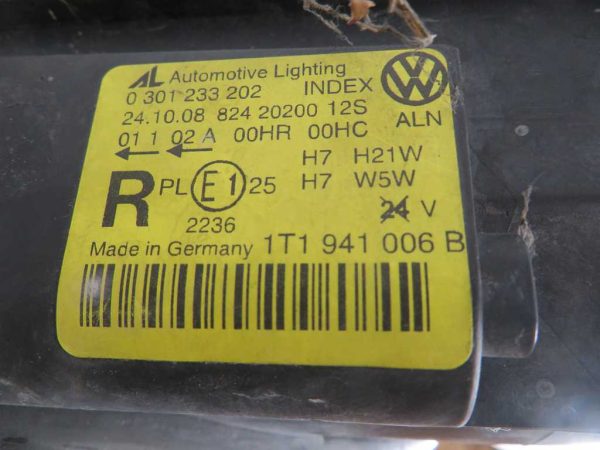 AL Automotive Lighting
0 301 233 202 INDEX
24.10.08 824 20200 12S
ALN
01 1 02 A 00HR 00HC
H7 H21W
R PL E1 25 H7 W5W
2236 24 V
Made in Germany 1T1 941 006 B